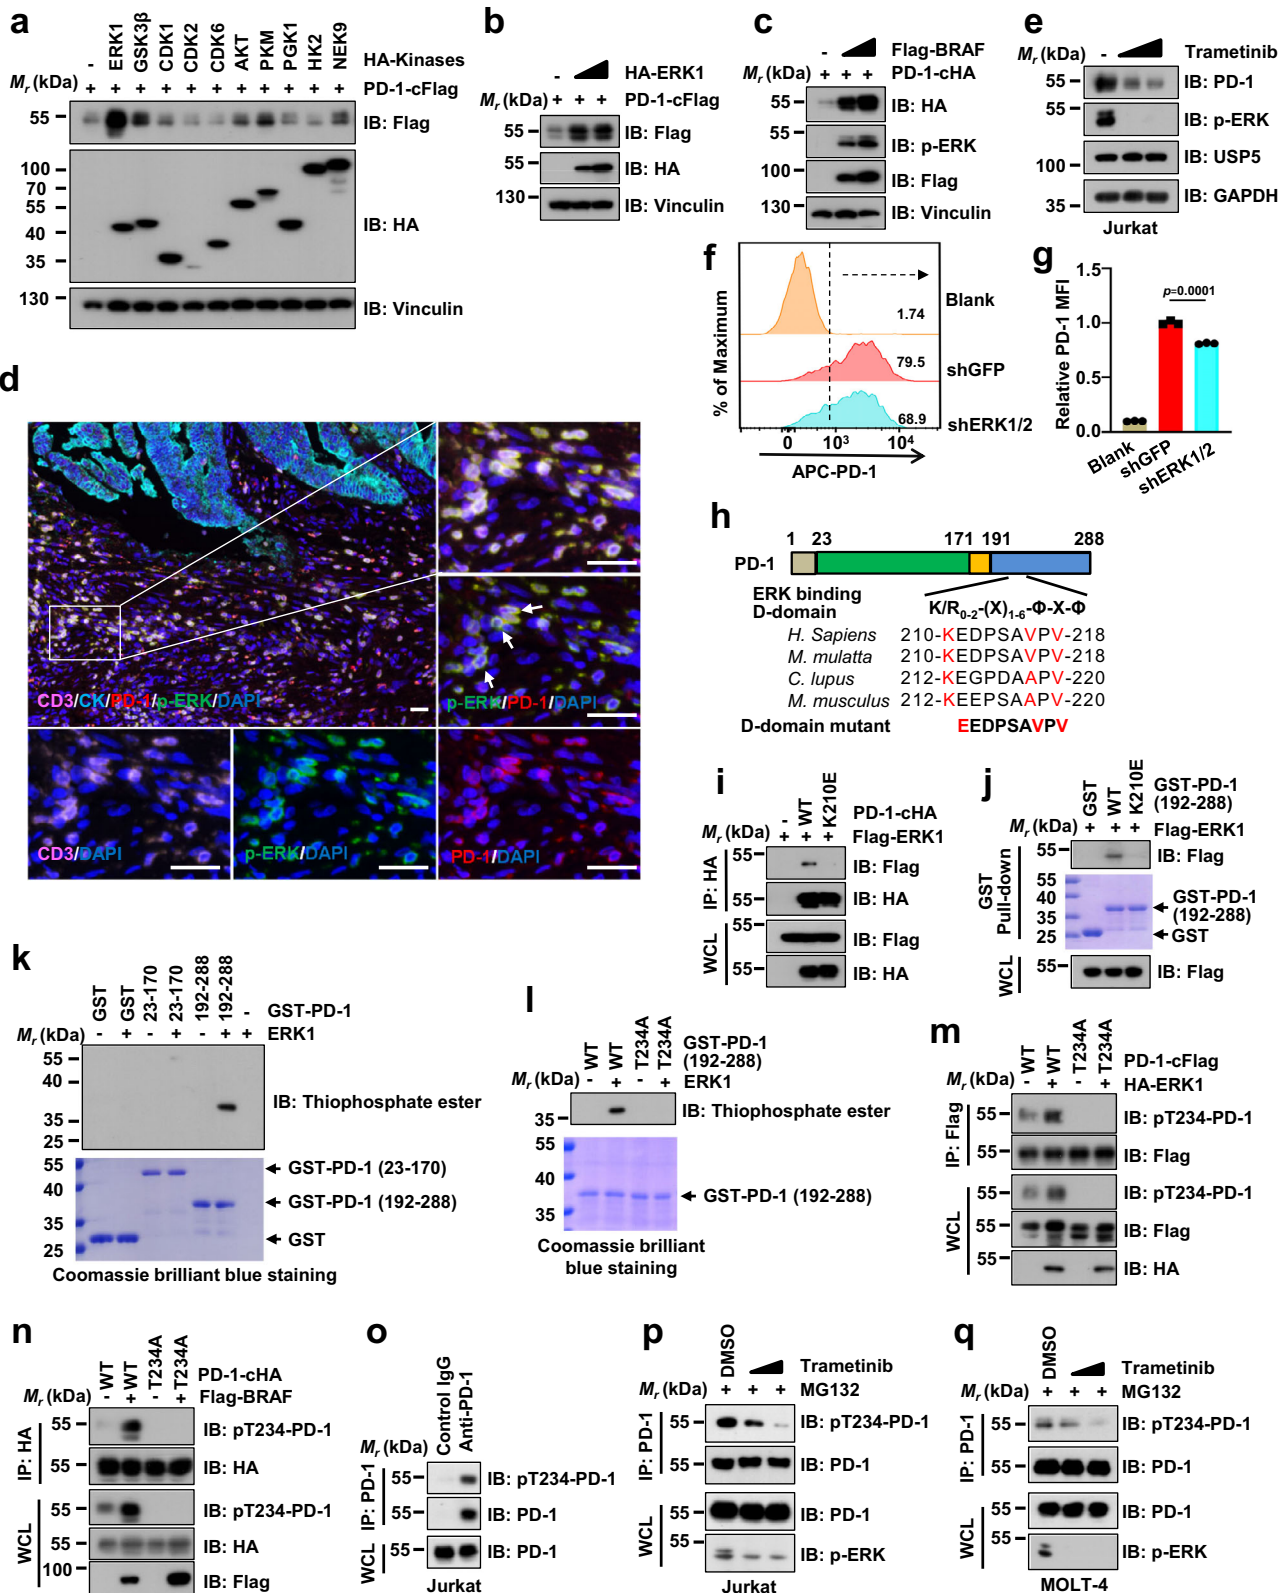 a
- ERK1 GSK3β CDK1 CDK2 CDK6 AKT PKM PGK1 HK2 NEK9 HA-Kinases
Mr (kDa) + + + + + + + + + + + PD-1-cFlag
55 IB: Flag
100
70
55
40
35
IB: HA
130 IB: Vinculin
b
- HA-ERK1
Mr (kDa) + + + PD-1-cFlag
55 IB: Flag
55 IB: HA
130 IB: Vinculin
c
- Flag-BRAF
Mr (kDa) + + + PD-1-cHA
55 IB: HA
55 IB: p-ERK
100 IB: Flag
130 IB: Vinculin
e
- Trametinib
Mr (kDa)
55 IB: PD-1
55 IB: p-ERK
100 IB: USP5
35 IB: GAPDH
Jurkat
f
% of Maximum
1.74 Blank
79.5 shGFP
68.9 shERK1/2
0 10³ 10⁴
APC-PD-1
g
Relative PD-1 MFI
1.5
1.0
0.5
0.0
p=0.0001
Blank shGFP shERK1/2
d
CD3/CK/PD-1/p-ERK/DAPI
p-ERK/PD-1/DAPI
CD3/DAPI
p-ERK/DAPI
PD-1/DAPI
h
1 23 171 191 288
PD-1
ERK binding
D-domain K/R0-2-(X)1-6-Φ-X-Φ
H. Sapiens 210-KEDPSAVPV-218
M. mulatta 210-KEDPSAVPV-218
C. lupus 212-KEGPDAAPV-220
M. musculus 212-KEEPSAAPV-220
D-domain mutant EEDPSAVPV
i
- WT K210E PD-1-cHA
Mr (kDa) + + + Flag-ERK1
IP: HA
55 IB: Flag
55 IB: HA
WCL
IB: Flag
55 IB: HA
j
GST WT K210E GST-PD-1
(192-288)
Mr (kDa) + + + Flag-ERK1
GST
Pull-down
55 IB: Flag
55
40
35
25
GST-PD-1
(192-288)
GST
WCL
55 IB: Flag
k
GST GST 23-170 23-170 192-288 192-288 - GST-PD-1
Mr (kDa) - + - + - + + ERK1
55
40
35
25
IB: Thiophosphate ester
55
40
35
25
GST-PD-1 (23-170)
GST-PD-1 (192-288)
GST
Coomassie brilliant blue staining
l
WT WT T234A T234A GST-PD-1
(192-288)
Mr (kDa) - + - + ERK1
35 IB: Thiophosphate ester
55
40
35
GST-PD-1 (192-288)
Coomassie brilliant
blue staining
m
WT WT T234A T234A PD-1-cFlag
Mr (kDa) - + - + HA-ERK1
IP: Flag
55 IB: pT234-PD-1
55 IB: Flag
WCL
55 IB: pT234-PD-1
55 IB: Flag
55 IB: HA
n
WT WT T234A T234A PD-1-cHA
Mr (kDa) - + - + Flag-BRAF
IP: HA
55 IB: pT234-PD-1
55 IB: HA
WCL
55 IB: pT234-PD-1
55 IB: HA
100 IB: Flag
o
Control IgG Anti-PD-1
Mr (kDa)
IP: PD-1
55 IB: pT234-PD-1
55 IB: PD-1
WCL
55 IB: PD-1
Jurkat
p
DMSO Trametinib
Mr (kDa) + + + MG132
IP: PD-1
55 IB: pT234-PD-1
55 IB: PD-1
WCL
55 IB: PD-1
55 IB: p-ERK
Jurkat
q
DMSO Trametinib
Mr (kDa) + + + MG132
IP: PD-1
55 IB: pT234-PD-1
55 IB: PD-1
WCL
55 IB: PD-1
55 IB: p-ERK
MOLT-4